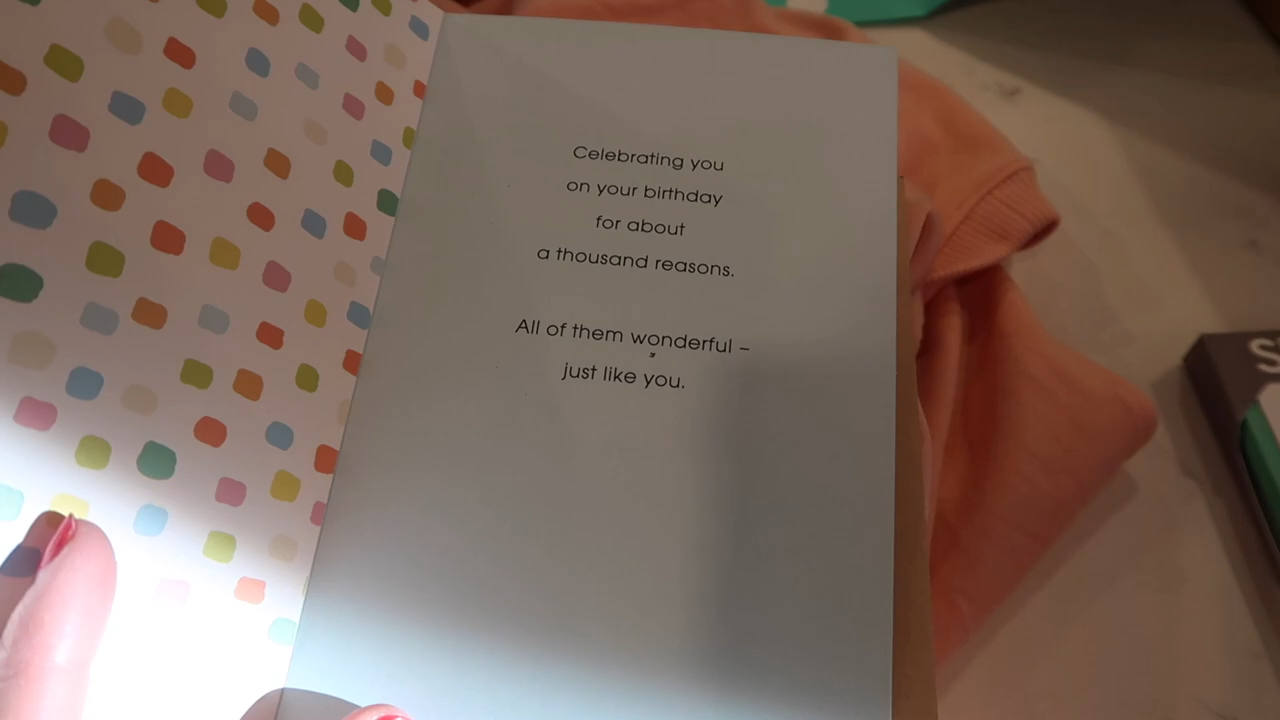 Celebrating you
on your birthday
for about
a thousand reasons.
All of them wonderful –
just like you.